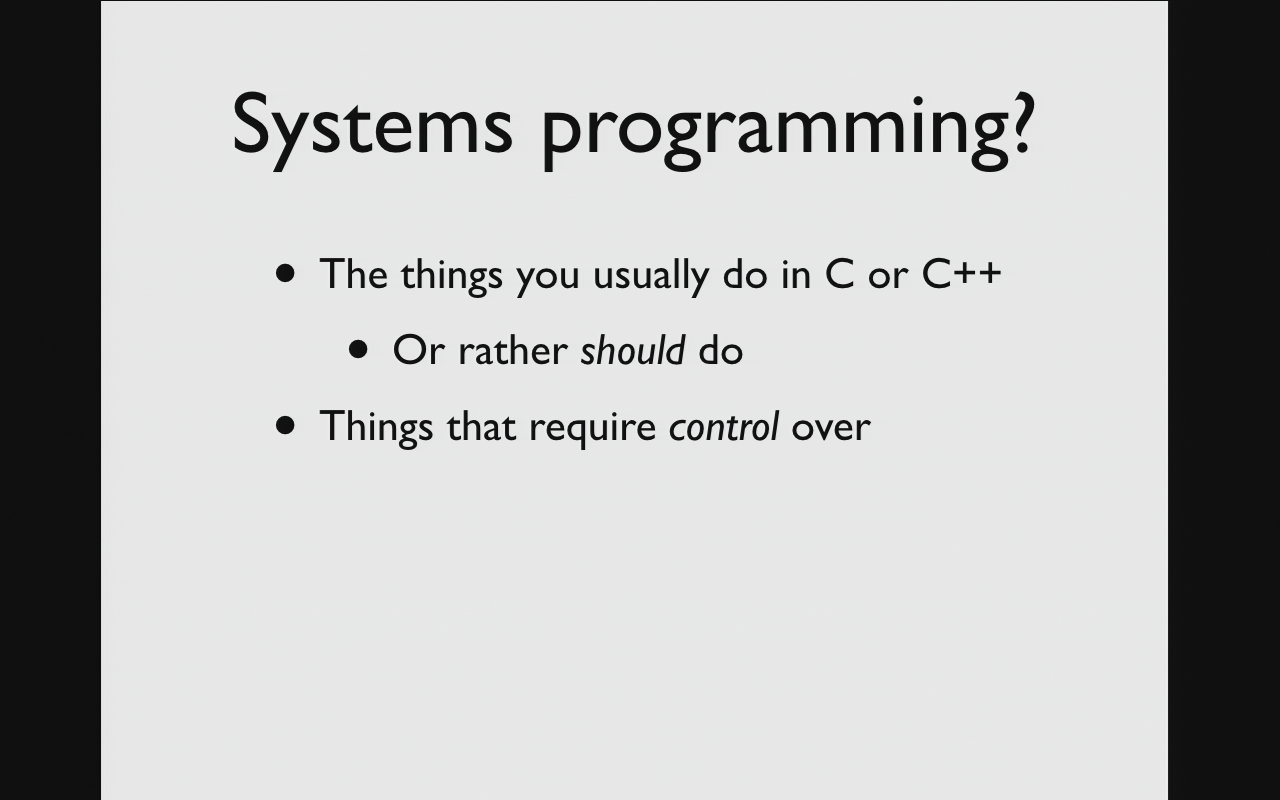 Systems programming?
• The things you usually do in C or C++
• Or rather should do
• Things that require control over